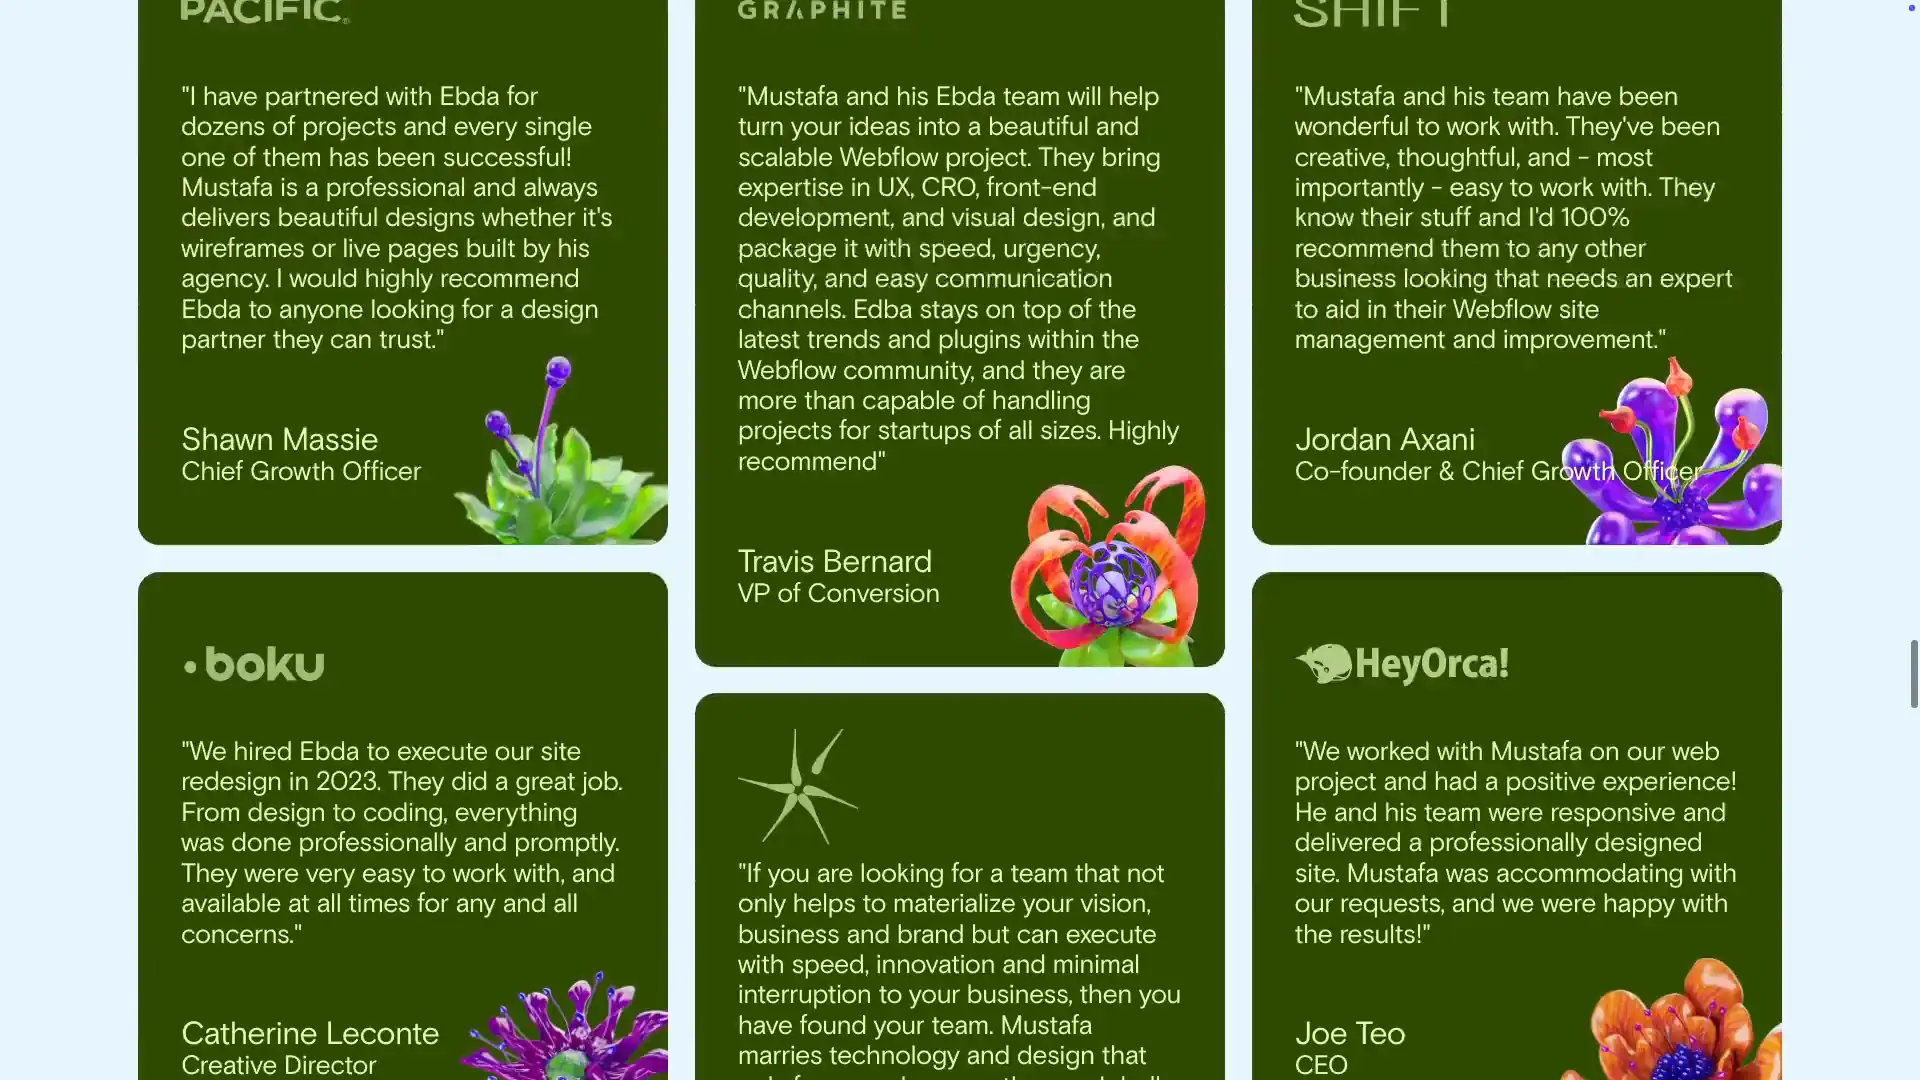 PACIFIC
"I have partnered with Ebda for
dozens of projects and every single
one of them has been successful!
Mustafa is a professional and always
delivers beautiful designs whether it's
wireframes or live pages built by his
agency. I would highly recommend
Ebda to anyone looking for a design
partner they can trust."
Shawn Massie
Chief Growth Officer
boku
"We hired Ebda to execute our site
redesign in 2023. They did a great job.
From design to coding, everything
was done professionally and promptly.
They were very easy to work with, and
available at all times for any and all
concerns."
Catherine Leconte
Creative Director
GRAPHITE
"Mustafa and his Ebda team will help
turn your ideas into a beautiful and
scalable Webflow project. They bring
expertise in UX, CRO, front-end
development, and visual design, and
package it with speed, urgency,
quality, and easy communication
channels. Edba stays on top of the
latest trends and plugins within the
Webflow community, and they are
more than capable of handling
projects for startups of all sizes. Highly
recommend"
Travis Bernard
VP of Conversion
"If you are looking for a team that not
only helps to materialize your vision,
business and brand but can execute
with speed, innovation and minimal
interruption to your business, then you
have found your team. Mustafa
marries technology and design that
SHIFT
"Mustafa and his team have been
wonderful to work with. They've been
creative, thoughtful, and - most
importantly - easy to work with. They
know their stuff and I'd 100%
recommend them to any other
business looking that needs an expert
to aid in their Webflow site
management and improvement."
Jordan Axani
Co-founder & Chief Growth Officer
HeyOrca!
"We worked with Mustafa on our web
project and had a positive experience!
He and his team were responsive and
delivered a professionally designed
site. Mustafa was accommodating with
our requests, and we were happy with
the results!"
Joe Teo
CEO